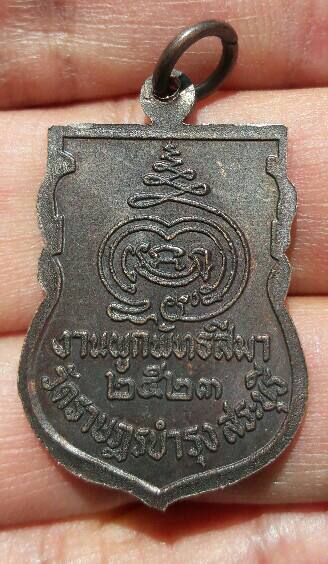 งานผูกพัทธสีมา
๒๕๒๓
วัดราษฎรบำรุง สระบุรี